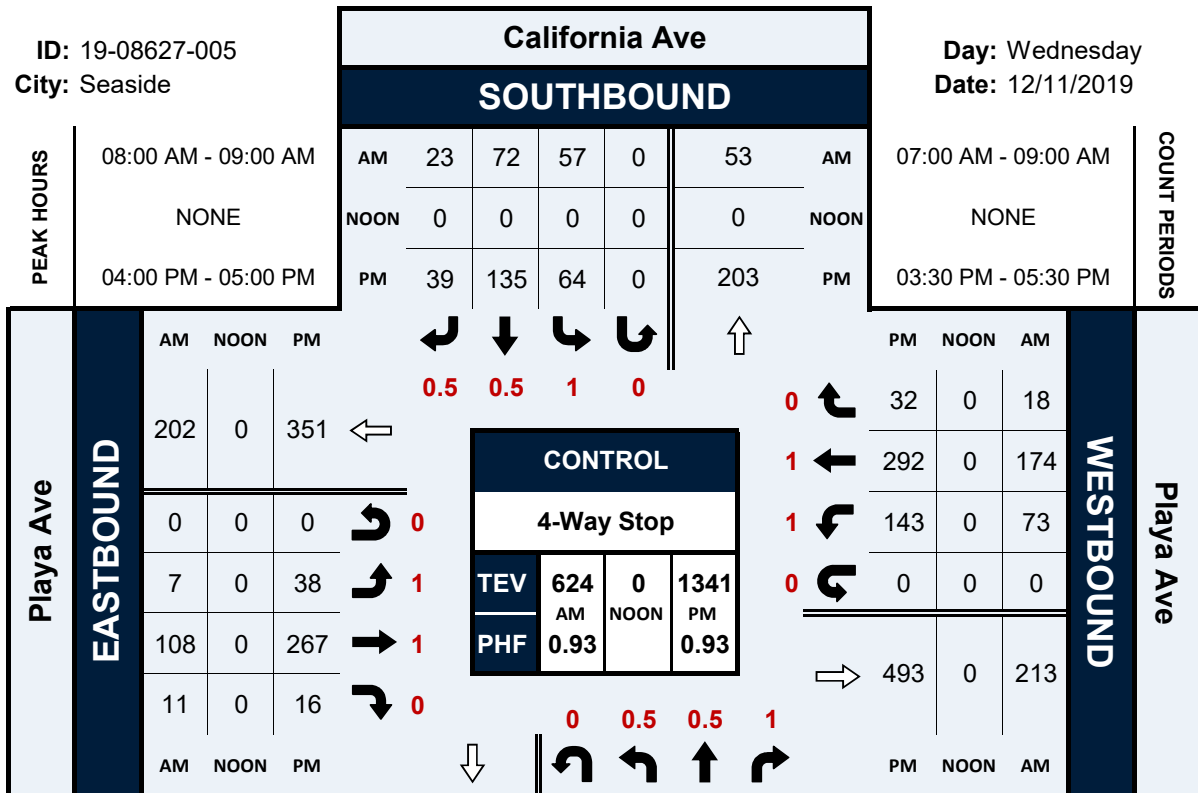 ID: 19-08627-005
City: Seaside
California Ave
SOUTHBOUND
Day: Wednesday
Date: 12/11/2019
PEAK HOURS
08:00 AM - 09:00 AM
NONE
04:00 PM - 05:00 PM
AM 23 72 57 0 53 AM
NOON 0 0 0 0 0 NOON
PM 39 135 64 0 203 PM
07:00 AM - 09:00 AM
NONE
03:30 PM - 05:30 PM
COUNT PERIODS
0.5 0.5 1 0
Playa Ave
EASTBOUND
AM NOON PM
202 0 351
0 0 0 0
7 0 38 1
108 0 267 1
11 0 16 0
AM NOON PM
CONTROL
4-Way Stop
TEV 624 0 1341
AM NOON PM
PHF 0.93 0.93
PM NOON AM
0 32 0 18
1 292 0 174
1 143 0 73
0 0 0 0
493 0 213
PM NOON AM
WESTBOUND
Playa Ave
0 0.5 0.5 1